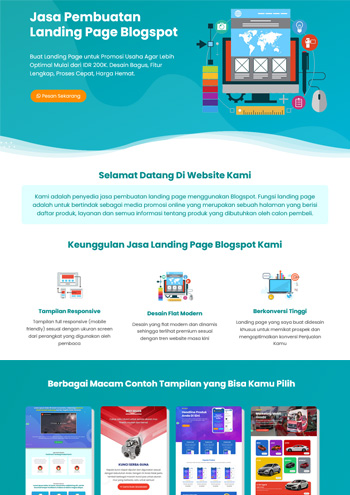 Jasa Pembuatan
Landing Page Blogspot
Buat Landing Page untuk Promosi Usaha Agar Lebih
Optimal Mulai dari IDR 200K. Desain Bagus, Fitur
Lengkap, Proses Cepat, Harga Hemat.
Pesan Sekarang
Selamat Datang Di Website Kami
Kami adalah penyedia jasa pembuatan landing page menggunakan Blogspot. Fungsi landing page
adalah untuk bertindak sebagai media promosi online yang merupakan sebuah halaman yang berisi
daftar produk, layanan dan semua informasi tentang produk yang dibutuhkan oleh calon pembeli.
Keunggulan Jasa Landing Page Blogspot Kami
Tampilan Responsive
Tampilan full responsive (mobile
friendly) sesuai dengan ukuran screen
dari perangkat yang digunakan oleh
pembaca.
Desain Flat Modern
Desain yang flat modern dan dinamis
sehingga terlihat premium sesuai
dengan tren website masa kini
Berkonversi Tinggi
Landing page yang saya buat didesain
khusus untuk memikat prospek dan
mengoptimalkan konversi Penjualan
Kamu
Berbagai Macam Contoh Tampilan yang Bisa Kamu Pilih
KUNCI SERBA GUNA